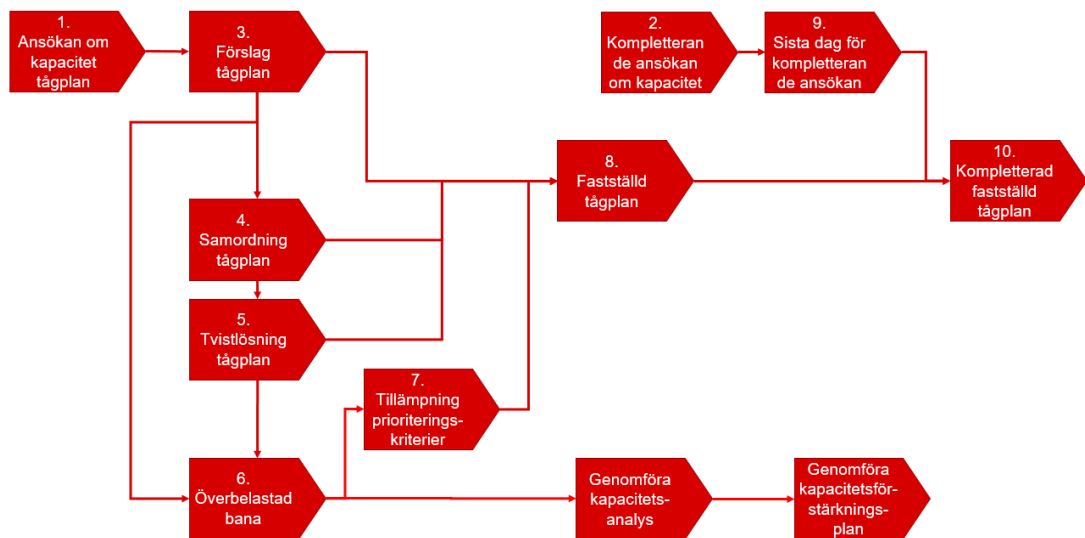 1.
Ansökan om
kapacitet
tågplan
3.
Förslag
tågplan
2.
Kompletteran
de ansökan
om kapacitet
9.
Sista dag för
kompletteran
de ansökan
8.
Fastställd
tågplan
10.
Kompletterad
fastställd
tågplan
4.
Samordning
tågplan
5.
Tvistlösning
tågplan
7.
Tillämpning
prioriterings-
kriterier
6.
Överbelastad
bana
Genomföra
kapacitets-
analys
Genomföra
kapacitetsför-
stärknings-
plan